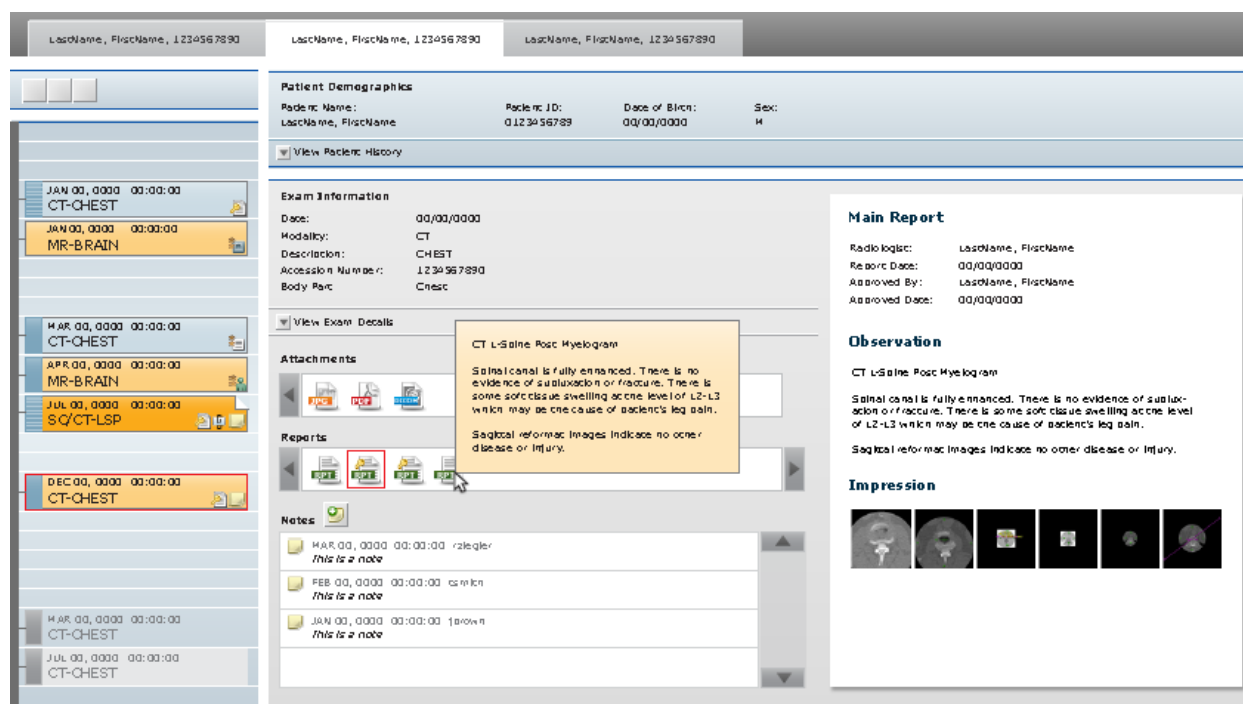 LastName, FirstName, 1234567890
LastName, FirstName, 1234567890
LastName, FirstName, 1234567890
JAN 00, 0000 00:00:00
CT-CHEST
JAN 00, 0000 00:00:00
MR-BRAIN
MAR 00, 0000 00:00:00
CT-CHEST
APR 00, 0000 00:00:00
MR-BRAIN
JUL 00, 0000 00:00:00
SC/CT-LSP
DEC 00, 0000 00:00:00
CT-CHEST
MAR 00, 0000 00:00:00
CT-CHEST
JUL 00, 0000 00:00:00
CT-CHEST
Patient Demographics
Patient Name: Patient ID: Date of Birth: Sex:
LastName, FirstName 0123456789 00/00/0000 M
View Patient History
Exam Information
Date: 00/00/0000
Modality: CT
Description: CHEST
Accession Number: 1234567890
Body Part Chest
View Exam Details
Attachments
JPG
PDF
DICOM
Reports
RPT
RPT
RPT
RPT
CT L-Spine Post Myelogram
Spinal canal is fully enhanced. There is no
evidence of subluxation or fracture. There is
some soft tissue swelling at the level of L2-L3
which may be the cause of patient's leg pain.
Sagittal reformat images indicate no other
disease or injury.
Notes
MAR 00, 0000 00:00:00 rziegler
This is a note
FEB 00, 0000 00:00:00 csmith
This is a note
JAN 00, 0000 00:00:00 jbrown
This is a note
Main Report
Radiologist: LastName, FirstName
Report Date: 00/00/0000
Approved By: LastName, FirstName
Approved Date: 00/00/0000
Observation
CT L-Spine Post Myelogram
Spinal canal is fully enhanced. There is no evidence of sublux-
ation or fracture. There is some soft tissue swelling at the level
of L2-L3 which may be the cause of patient's leg pain.
Sagittal reformat images indicate no other disease or injury.
Impression